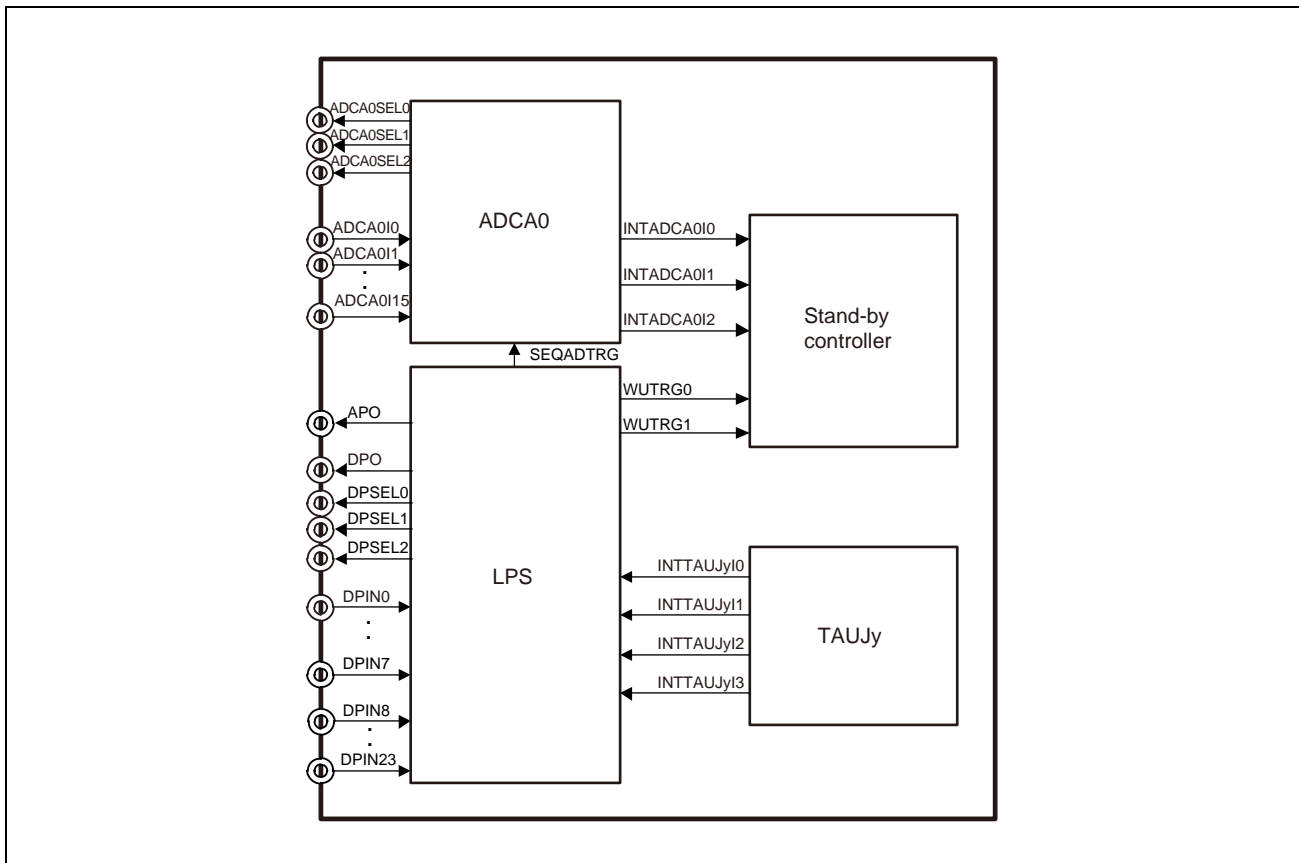 ADCA0SEL0
ADCA0SEL1
ADCA0SEL2
ADCA0
ADCA0I0
ADCA0I1
ADCA0I15
INTADCA0I0
INTADCA0I1
INTADCA0I2
Stand-by
controller
SEQADTRG
WUTRG0
WUTRG1
APO
DPO
DPSEL0
DPSEL1
DPSEL2
LPS
DPIN0
DPIN7
DPIN8
DPIN23
INTTAUJyI0
INTTAUJyI1
INTTAUJyI2
INTTAUJyI3
TAUJy